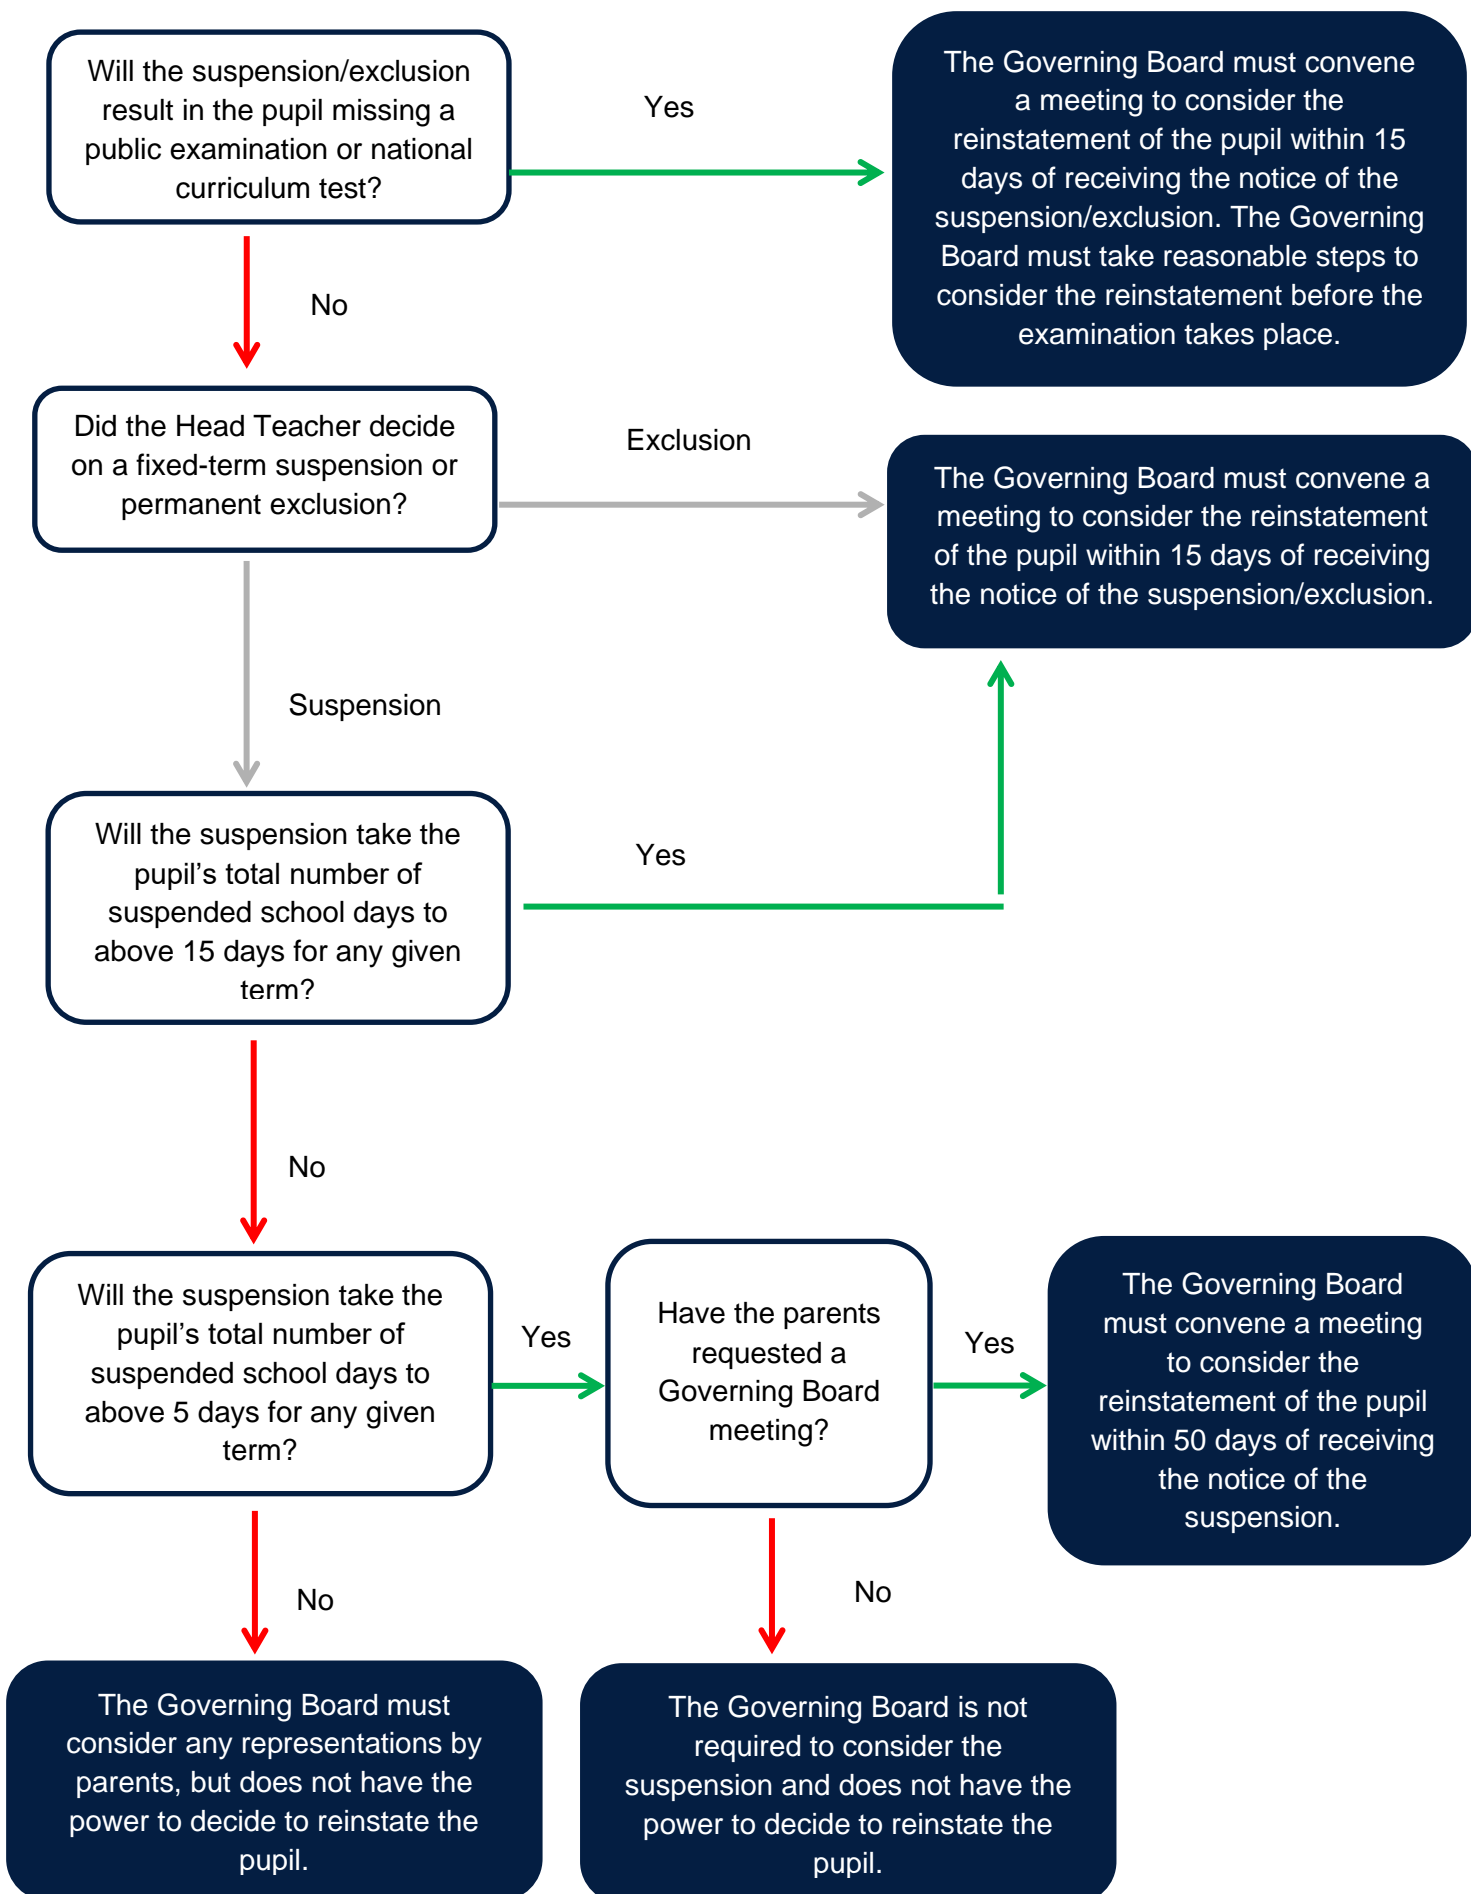 Will the suspension/exclusion
result in the pupil missing a
public examination or national
curriculum test?
Yes
The Governing Board must convene
a meeting to consider the
reinstatement of the pupil within 15
days of receiving the notice of the
suspension/exclusion. The Governing
Board must take reasonable steps to
consider the reinstatement before the
examination takes place.
No
Did the Head Teacher decide
on a fixed-term suspension or
permanent exclusion?
Exclusion
The Governing Board must convene a
meeting to consider the reinstatement
of the pupil within 15 days of receiving
the notice of the suspension/exclusion.
Suspension
Will the suspension take the
pupil’s total number of
suspended school days to
above 15 days for any given
term?
Yes
No
Will the suspension take the
pupil’s total number of
suspended school days to
above 5 days for any given
term?
Yes
Have the parents
requested a
Governing Board
meeting?
Yes
The Governing Board
must convene a meeting
to consider the
reinstatement of the pupil
within 50 days of receiving
the notice of the
suspension.
No
No
The Governing Board must
consider any representations by
parents, but does not have the
power to decide to reinstate the
pupil.
The Governing Board is not
required to consider the
suspension and does not have the
power to decide to reinstate the
pupil.